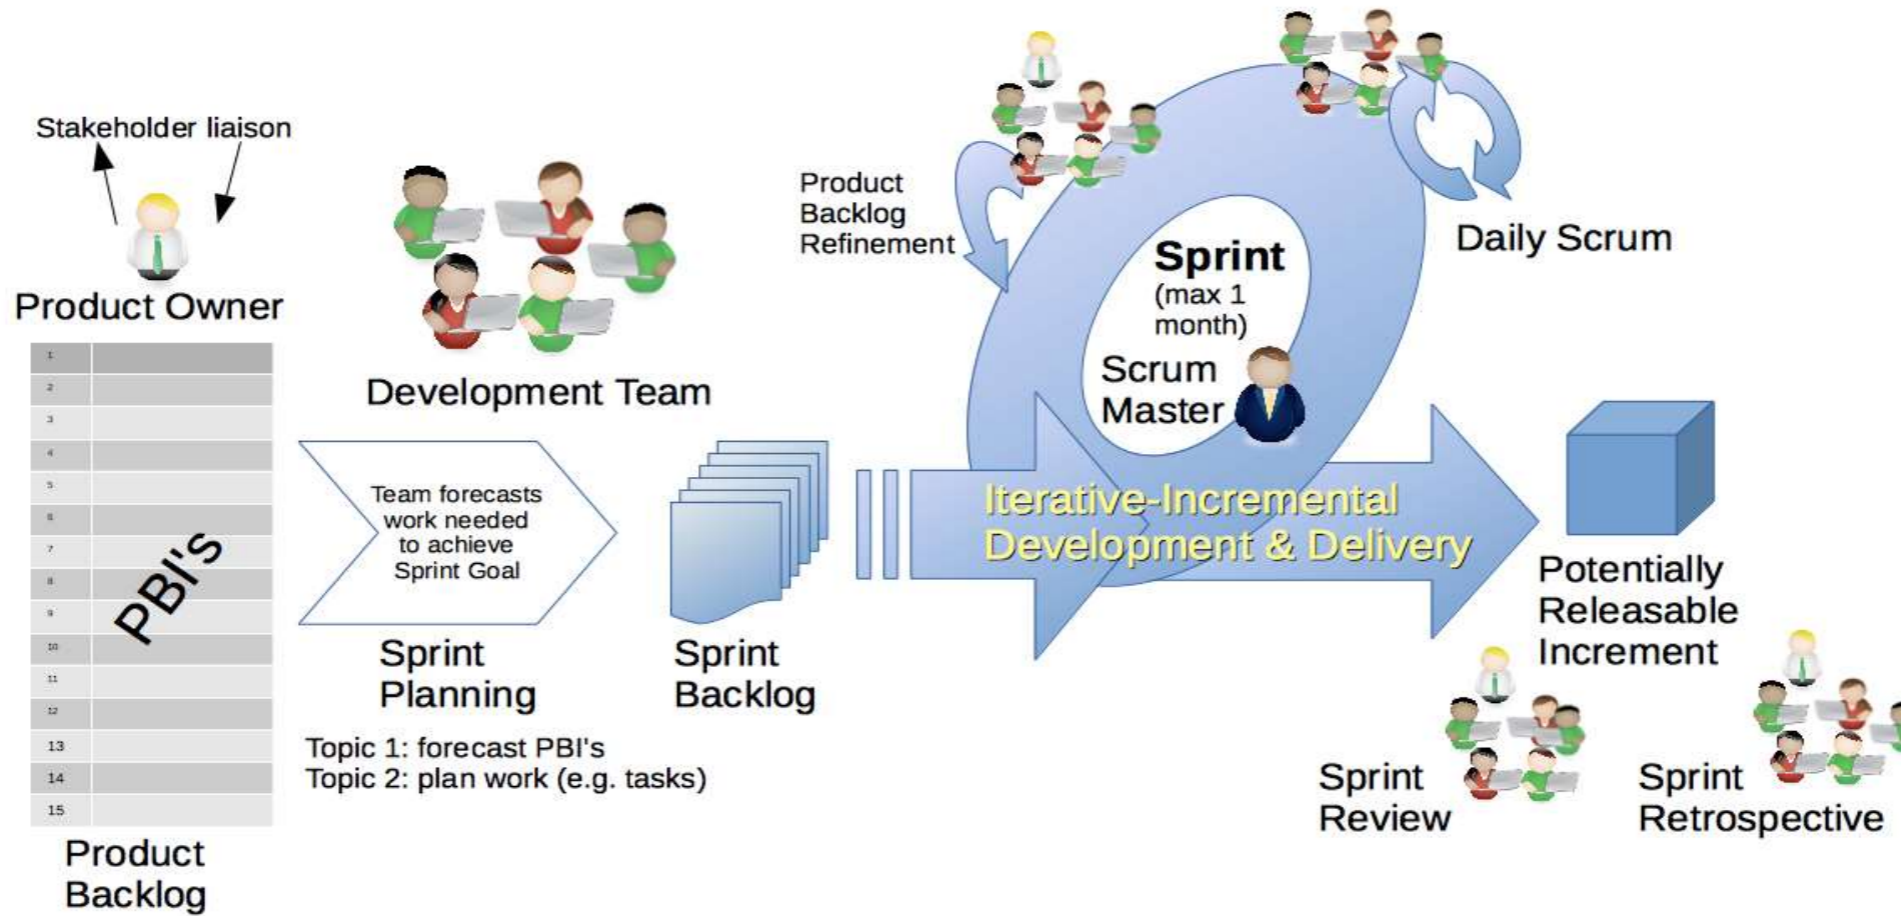 Stakeholder liaison
Product Owner
1
2
3
4
5
6
7
8
9
10
11
12
13
14
15
PBI's
Product
Backlog
Development Team
Team forecasts
work needed
to achieve
Sprint Goal
Sprint
Planning
Topic 1: forecast PBI's
Topic 2: plan work (e.g. tasks)
Sprint
Backlog
Product
Backlog
Refinement
Sprint
(max 1
month)
Scrum
Master
Daily Scrum
Iterative-Incremental
Development & Delivery
Potentially
Releasable
Increment
Sprint
Review
Sprint
Retrospective